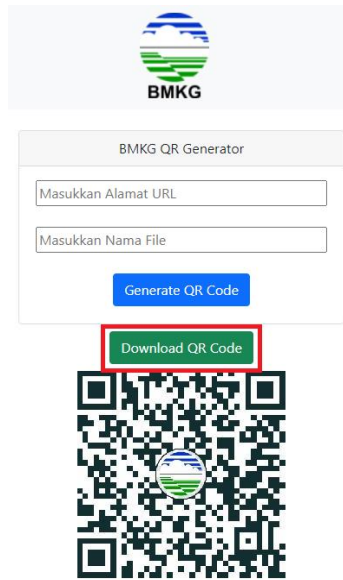 BMKG
BMKG QR Generator
Masukkan Alamat URL
Masukkan Nama File
Generate QR Code
Download QR Code